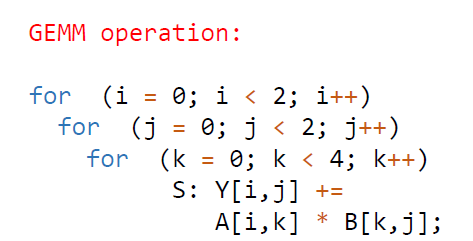 GEMM operation:
for (i = 0; i < 2; i++)
for (j = 0; j < 2; j++)
for (k = 0; k < 4; k++)
S: Y[i,j] +=
A[i,k] * B[k,j];